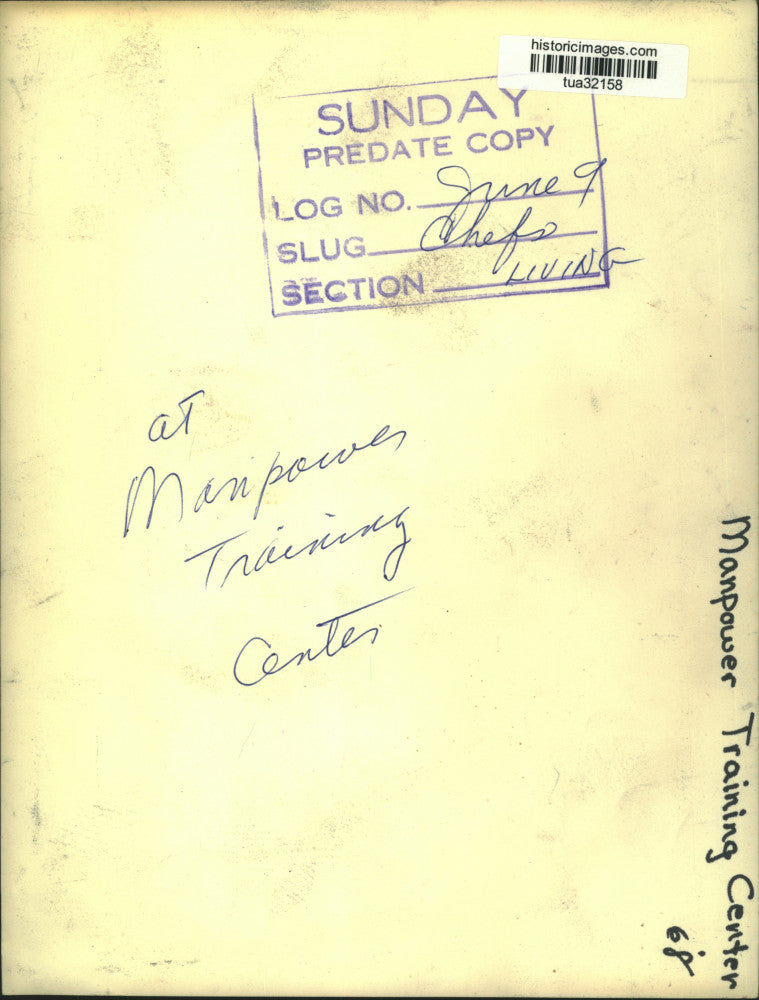 historicimages.com
tua32158
SUNDAY
PREDATE COPY
LOG NO. June 9
SLUG Chefs
SECTION LIVING
at
Manpower
Training
Center
Manpower Training Center